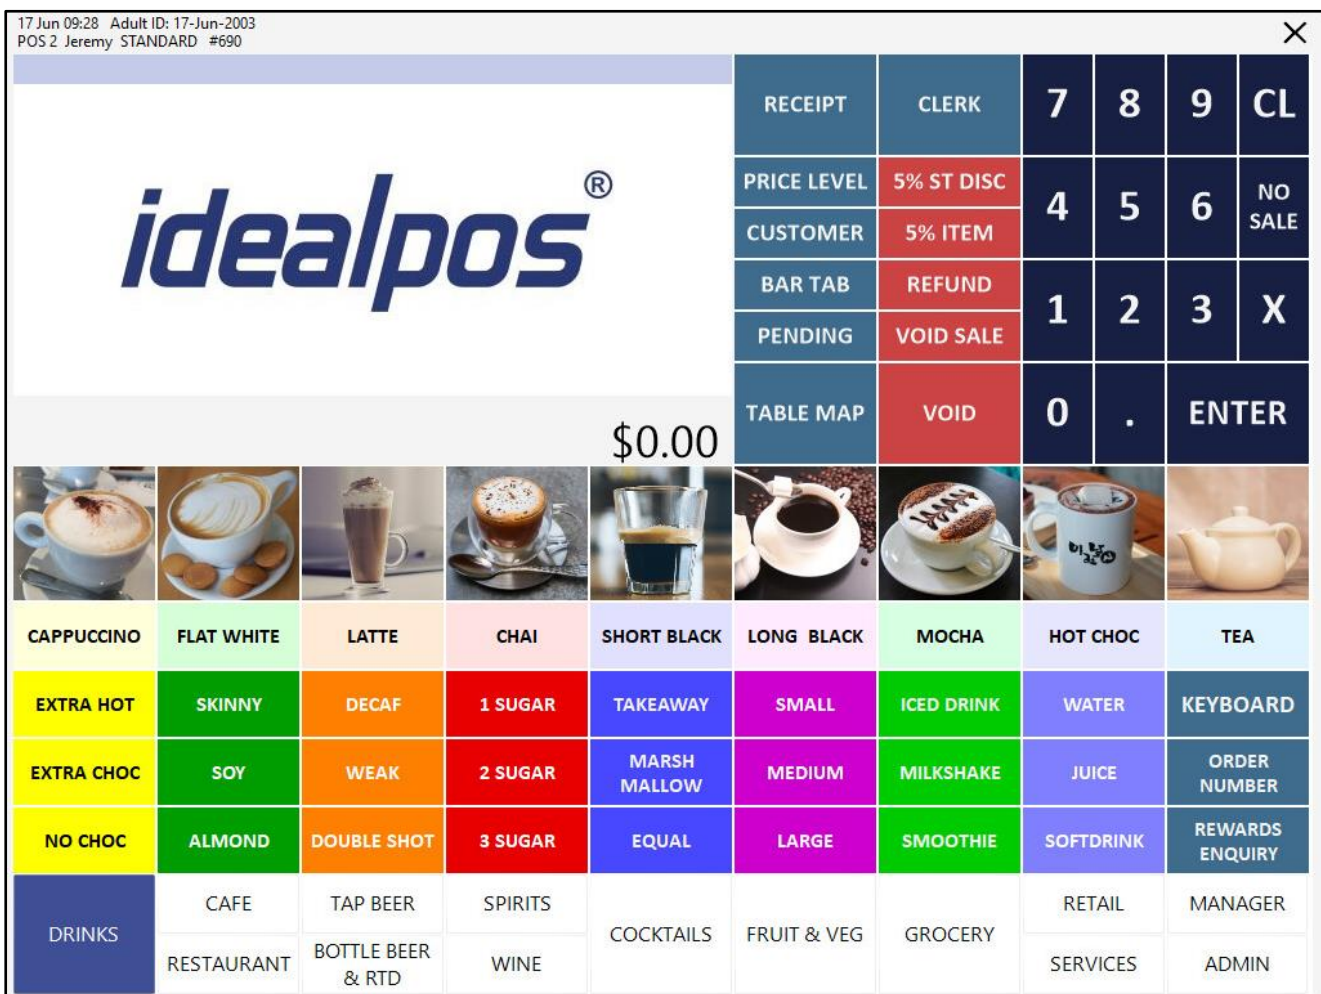 17 Jun 09:28 Adult ID: 17-Jun-2003
POS 2 Jeremy STANDARD #690
idealpos®
$0.00
RECEIPT CLERK 7 8 9 CL
PRICE LEVEL 5% ST DISC
4 5 6 NO SALE
CUSTOMER 5% ITEM
BAR TAB REFUND
1 2 3 X
PENDING VOID SALE
TABLE MAP VOID 0 . ENTER
CAPPUCCINO FLAT WHITE LATTE CHAI SHORT BLACK LONG BLACK MOCHA HOT CHOC TEA
EXTRA HOT SKINNY DECAF 1 SUGAR TAKEAWAY SMALL ICED DRINK WATER KEYBOARD
EXTRA CHOC SOY WEAK 2 SUGAR MARSH MALLOW MEDIUM MILKSHAKE JUICE ORDER NUMBER
NO CHOC ALMOND DOUBLE SHOT 3 SUGAR EQUAL LARGE SMOOTHIE SOFTDRINK REWARDS ENQUIRY
DRINKS
CAFE TAP BEER SPIRITS
COCKTAILS FRUIT & VEG GROCERY
RETAIL MANAGER
RESTAURANT BOTTLE BEER & RTD WINE
SERVICES ADMIN